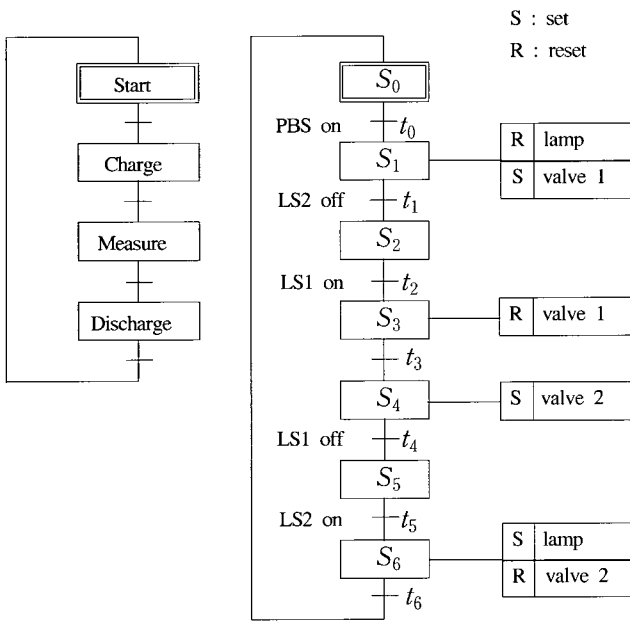 S : set
R : reset
Start
Charge
Measure
Discharge
S₀
PBS on t₀
S₁ R lamp
S valve 1
LS2 off t₁
S₂
LS1 on t₂
S₃ R valve 1
t₃
S₄ S valve 2
LS1 off t₄
S₅
LS2 on t₅
S₆ S lamp
R valve 2
t₆